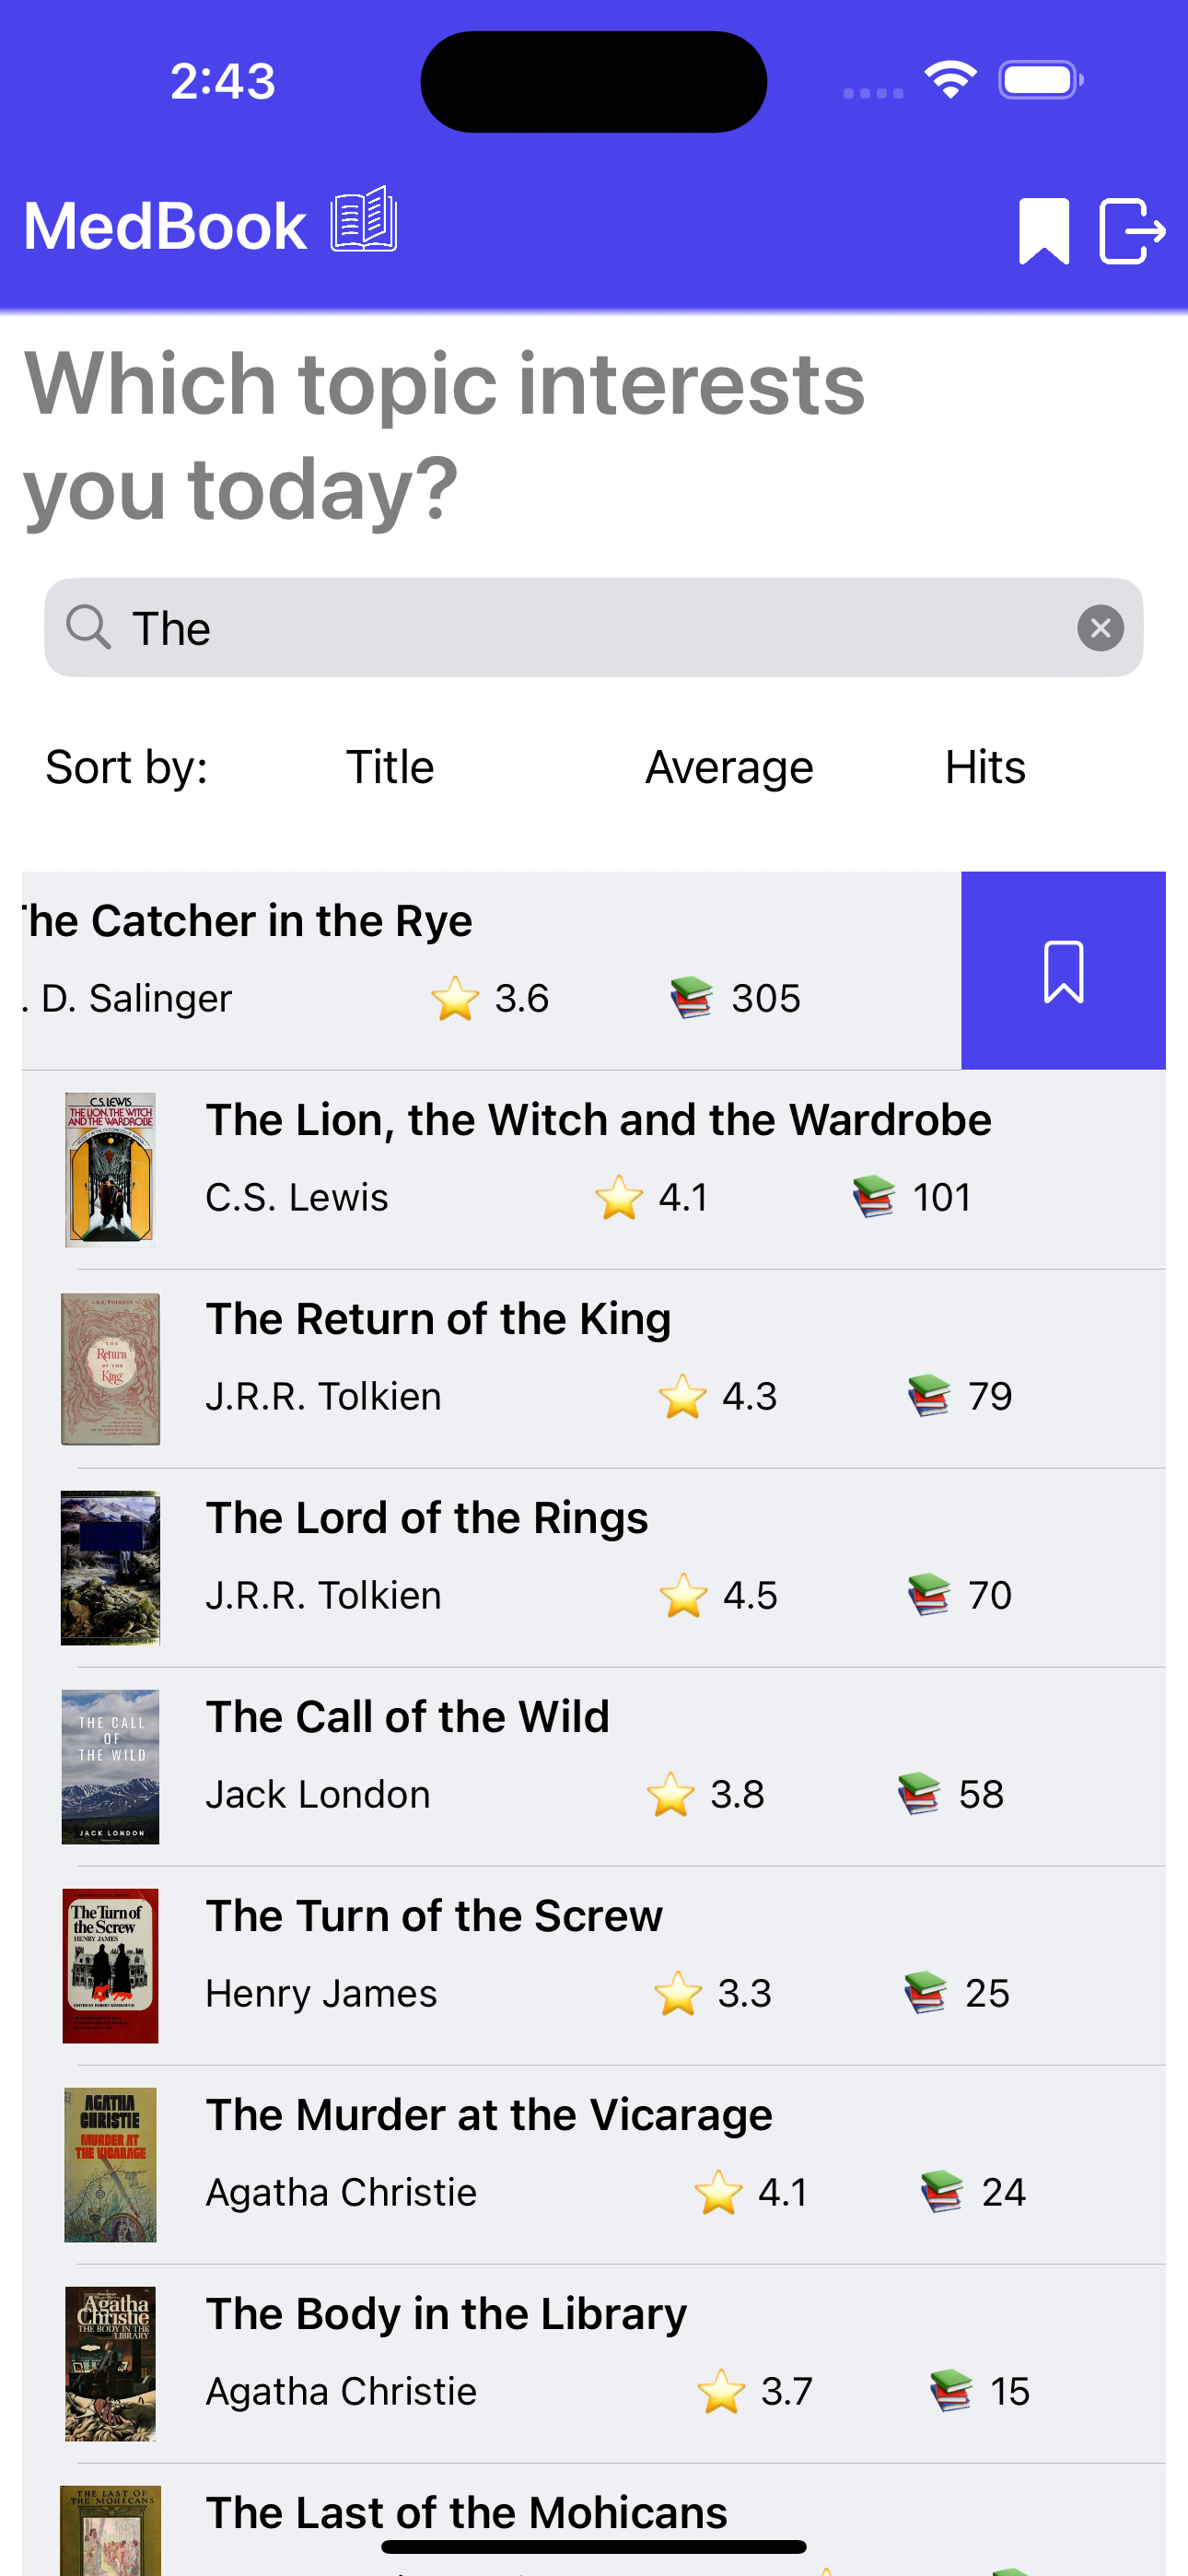 2:43
MedBook
Which topic interests
you today?
The
Sort by: Title Average Hits
The Catcher in the Rye
. D. Salinger 3.6 305
C.S. LEWIS
THE LION, THE WITCH
AND THE WARDROBE
The Lion, the Witch and the Wardrobe
C.S. Lewis 4.1 101
J.R.R. TOLKIEN
THE
Return
OF THE
King
The Return of the King
J.R.R. Tolkien 4.3 79
The Lord of the Rings
J.R.R. Tolkien 4.5 70
THE CALL
OF
THE WILD
JACK LONDON
The Call of the Wild
Jack London 3.8 58
The Turn of
the Screw
HENRY JAMES
The Turn of the Screw
Henry James 3.3 25
AGATHA
CHRISTIE
MURDER AT
THE VICARAGE
The Murder at the Vicarage
Agatha Christie 4.1 24
Agatha
Christie
THE BODY IN THE
LIBRARY
The Body in the Library
Agatha Christie 3.7 15
THE LAST OF
THE MOHICANS
The Last of the Mohicans